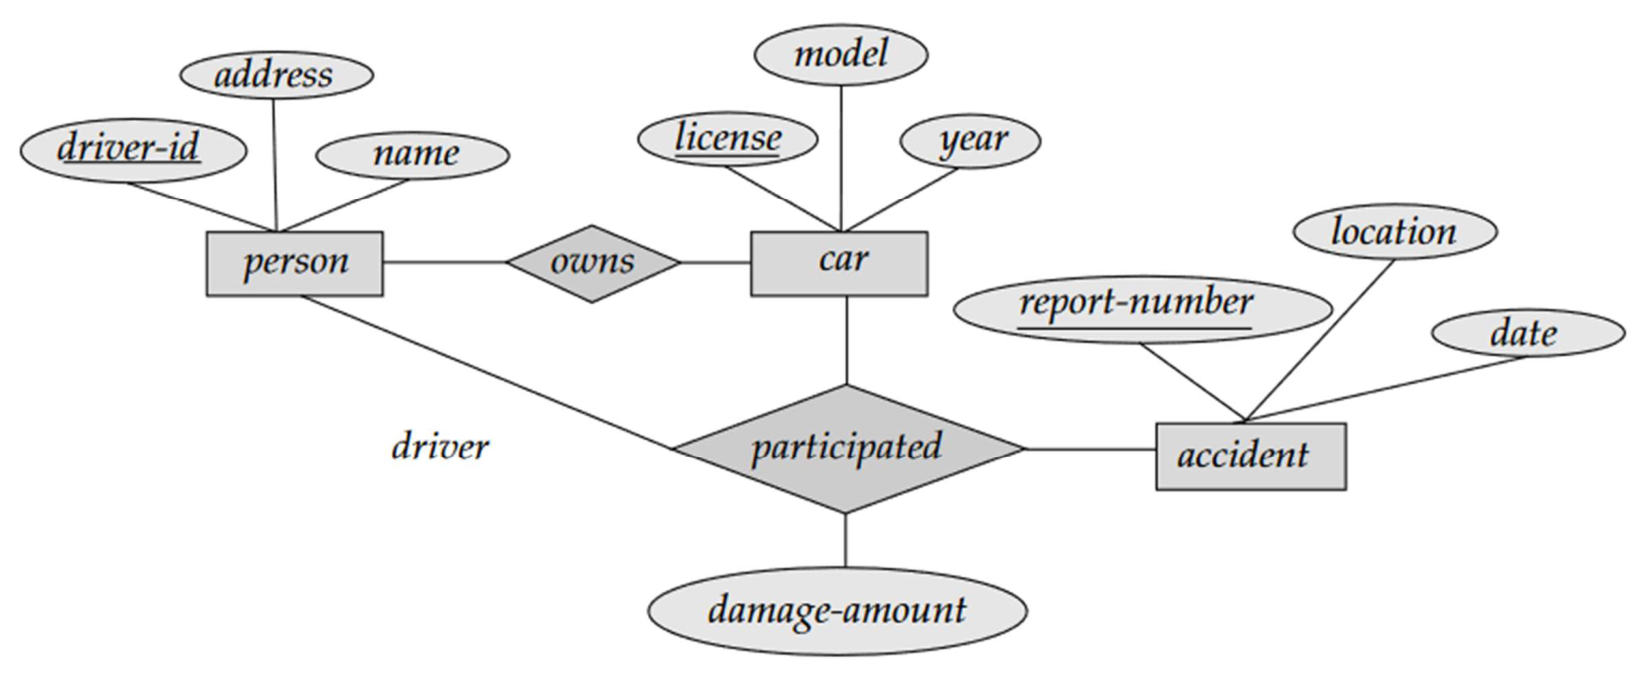 model
address
license
year
driver-id
name
location
person
owns
car
report-number
date
driver
participated
accident
damage-amount